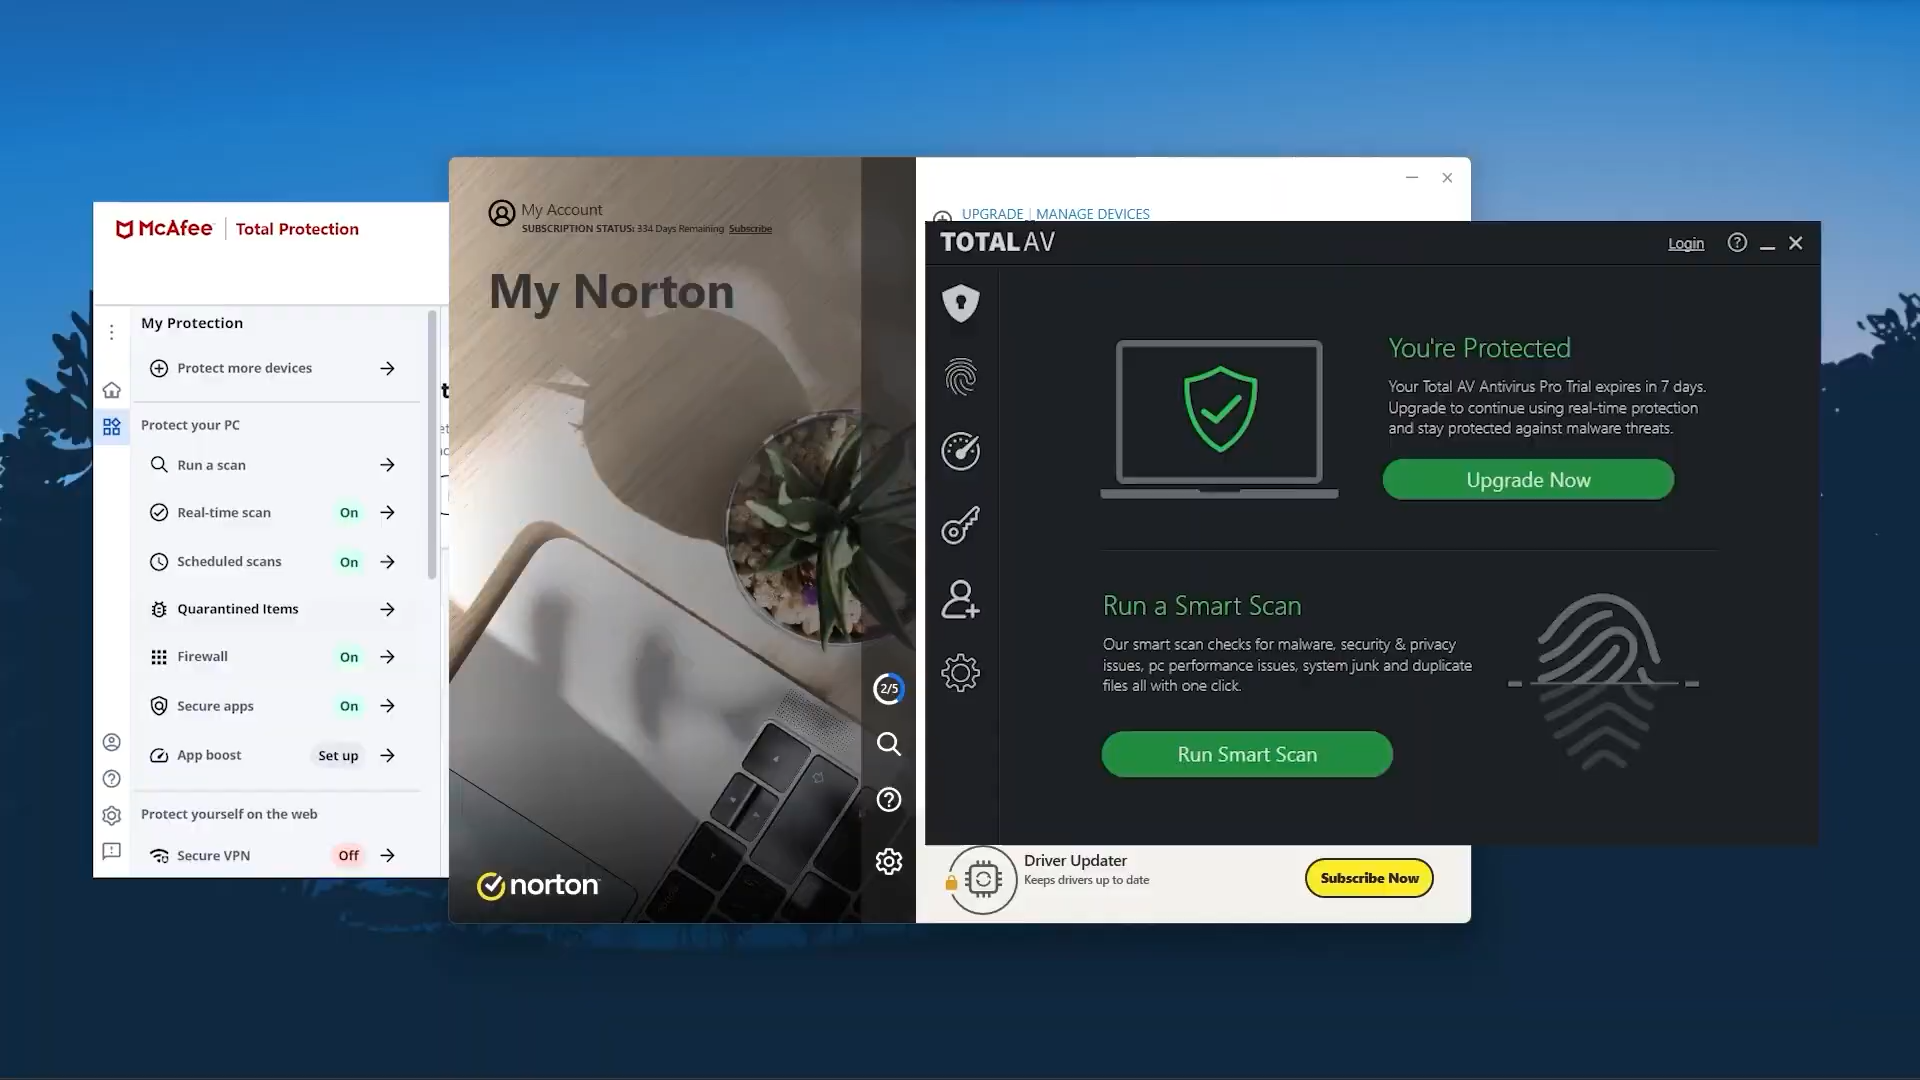 McAfee | Total Protection
My Protection
Protect more devices
Protect your PC
Run a scan
Real-time scan On
Scheduled scans On
Quarantined Items
Firewall On
Secure apps On
App boost Set up
Protect yourself on the web
Secure VPN Off
My Account
SUBSCRIPTION STATUS: 334 Days Remaining Subscribe
My Norton
2/5
norton
UPGRADE | MANAGE DEVICES
TOTAL AV
Login
You're Protected
Your Total AV Antivirus Pro Trial expires in 7 days.
Upgrade to continue using real-time protection
and stay protected against malware threats.
Upgrade Now
Run a Smart Scan
Our smart scan checks for malware, security & privacy
issues, pc performance issues, system junk and duplicate
files all with one click.
Run Smart Scan
Driver Updater
Keeps drivers up to date
Subscribe Now